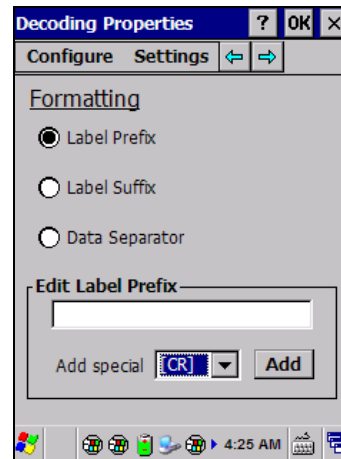 Decoding Properties ? OK ×
Configure Settings
Formatting
Label Prefix
Label Suffix
Data Separator
Edit Label Prefix
Add special [CR] Add
4:25 AM